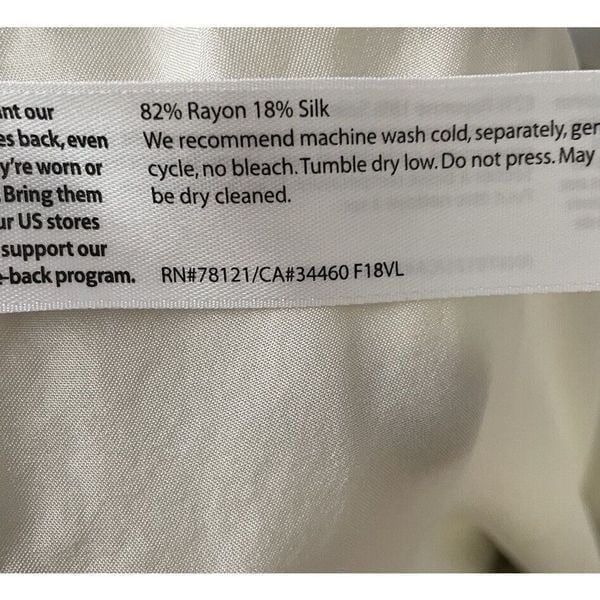 nt our
es back, even
y're worn or
. Bring them
ur US stores
support our
e-back program.
82% Rayon 18% Silk
We recommend machine wash cold, separately, gen
cycle, no bleach. Tumble dry low. Do not press. May
be dry cleaned.
RN#78121/CA#34460 F18VL